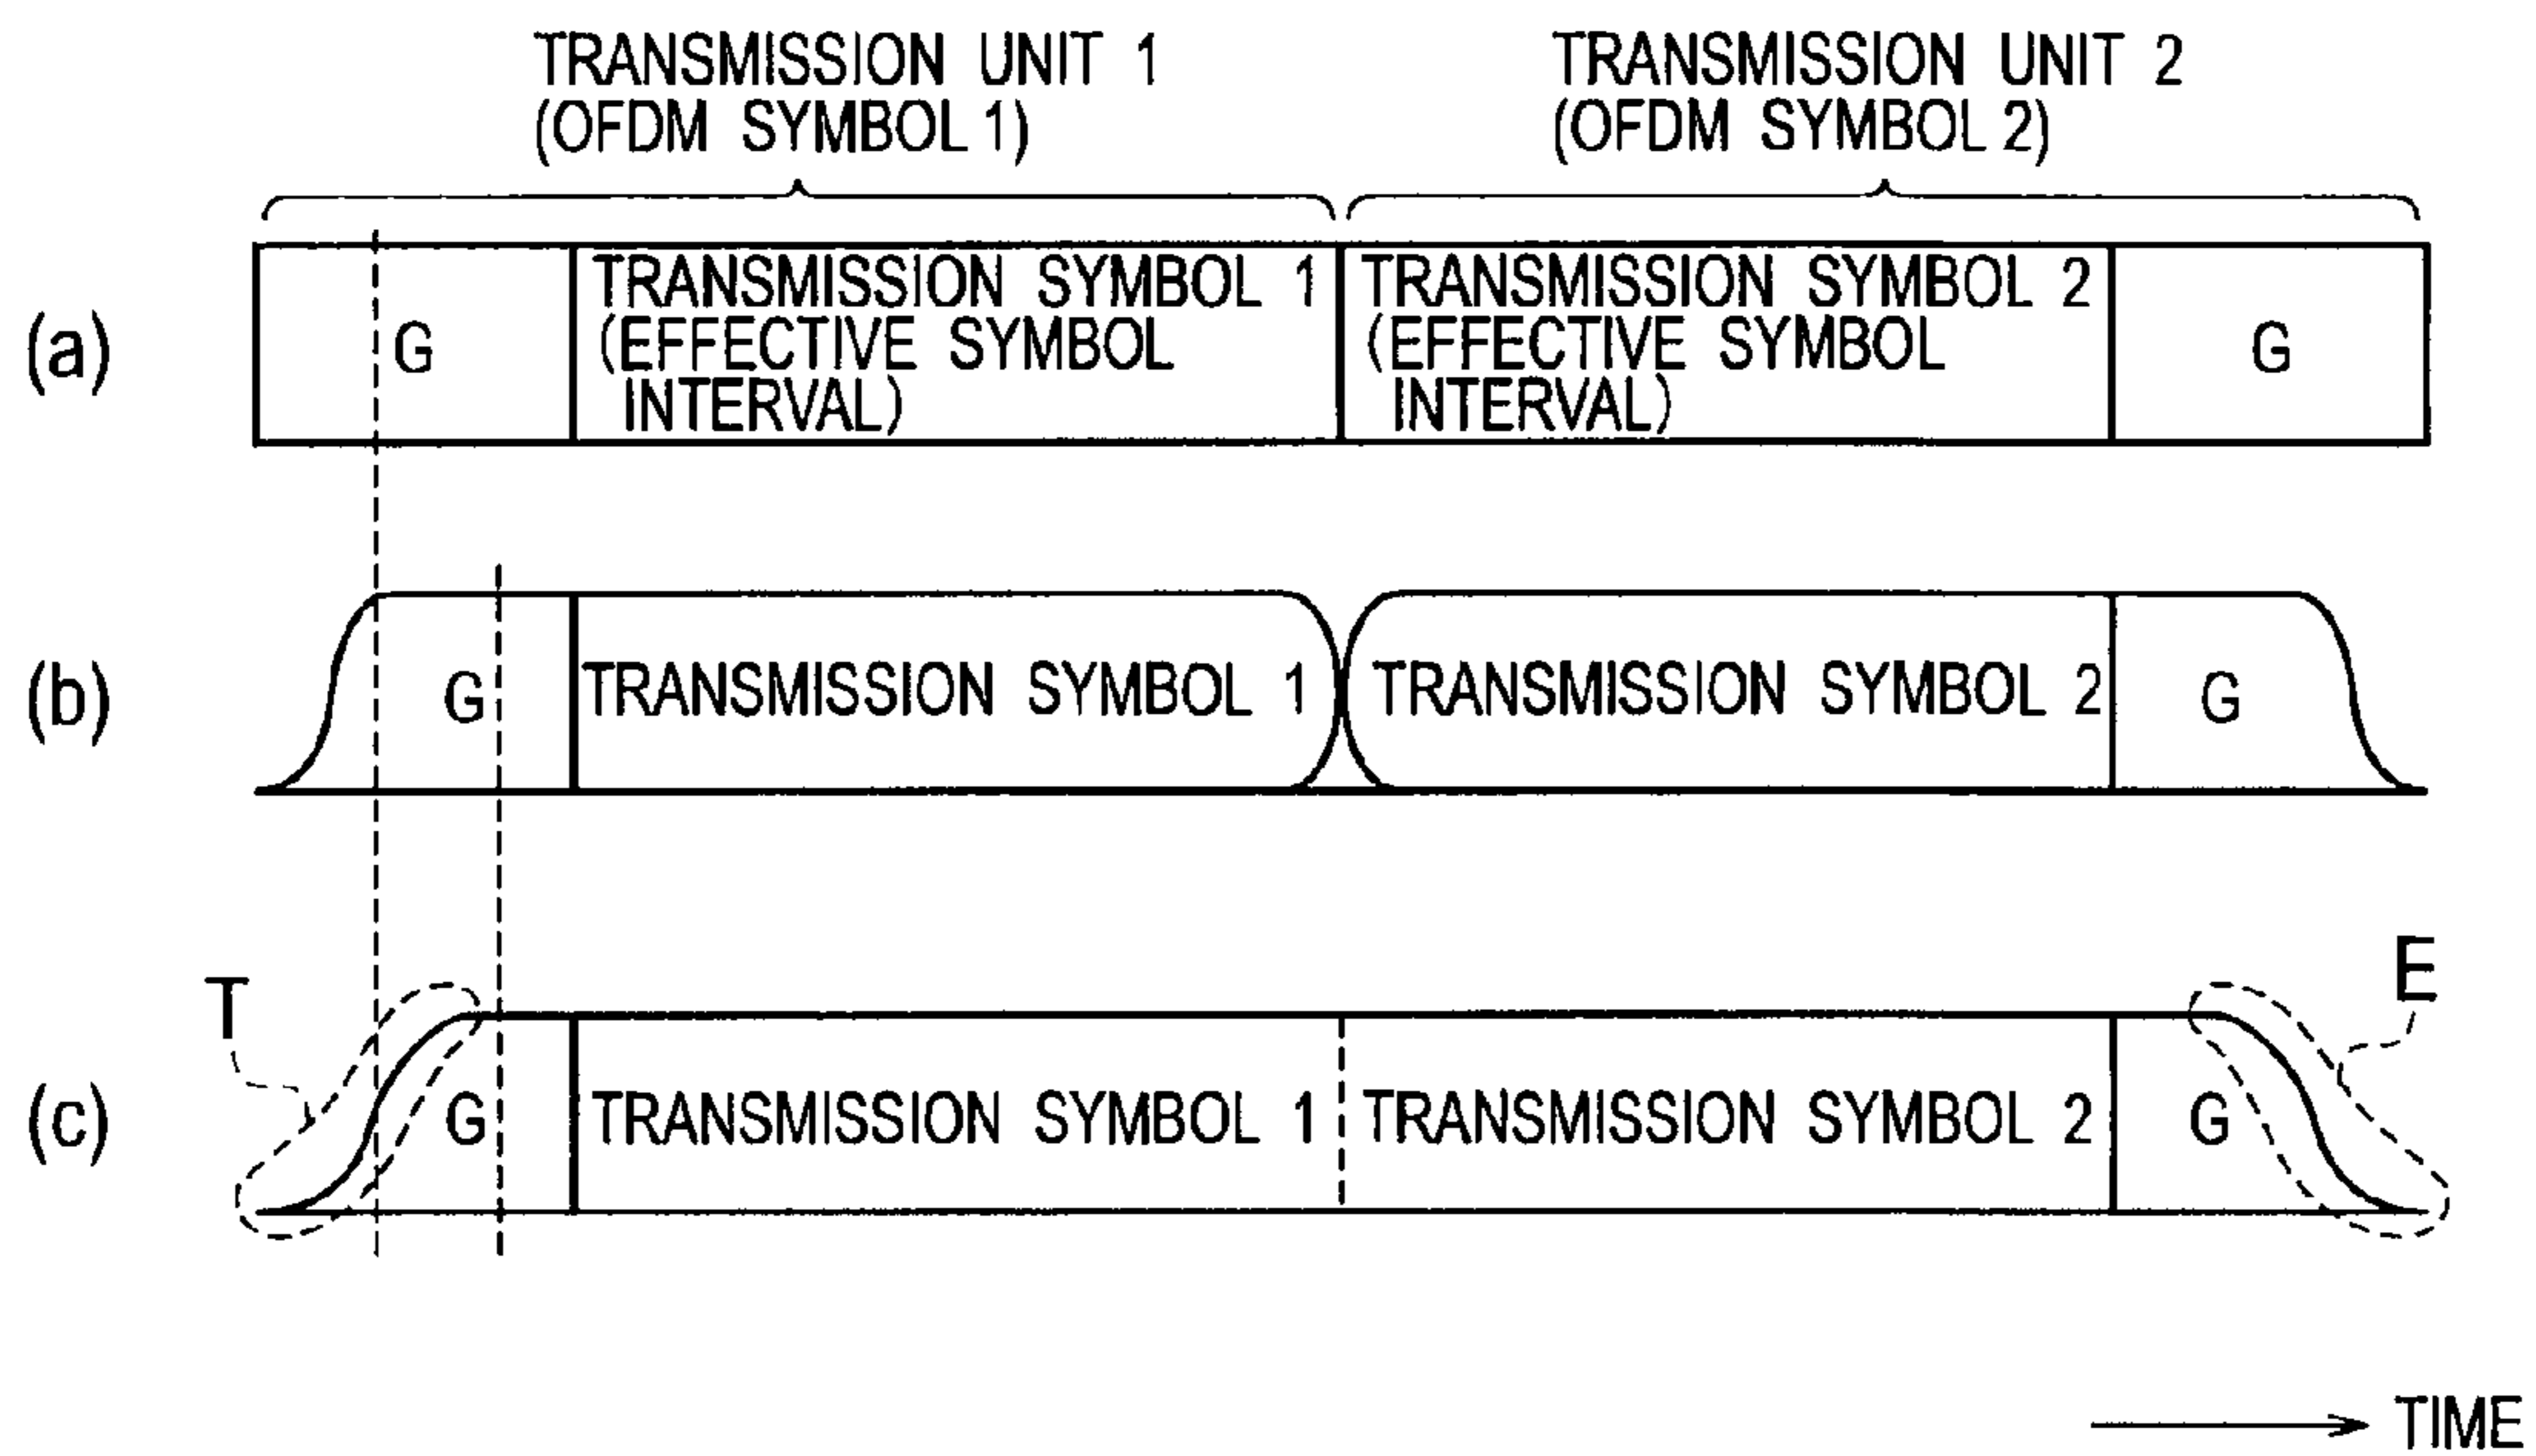 TRANSMISSION UNIT 1
(OFDM SYMBOL 1)
TRANSMISSION UNIT 2
(OFDM SYMBOL 2)
(a)
G
TRANSMISSION SYMBOL 1
(EFFECTIVE SYMBOL
INTERVAL)
TRANSMISSION SYMBOL 2
(EFFECTIVE SYMBOL
INTERVAL)
G
(b)
G
TRANSMISSION SYMBOL 1
TRANSMISSION SYMBOL 2
G
T
E
(c)
G
TRANSMISSION SYMBOL 1
TRANSMISSION SYMBOL 2
G
TIME